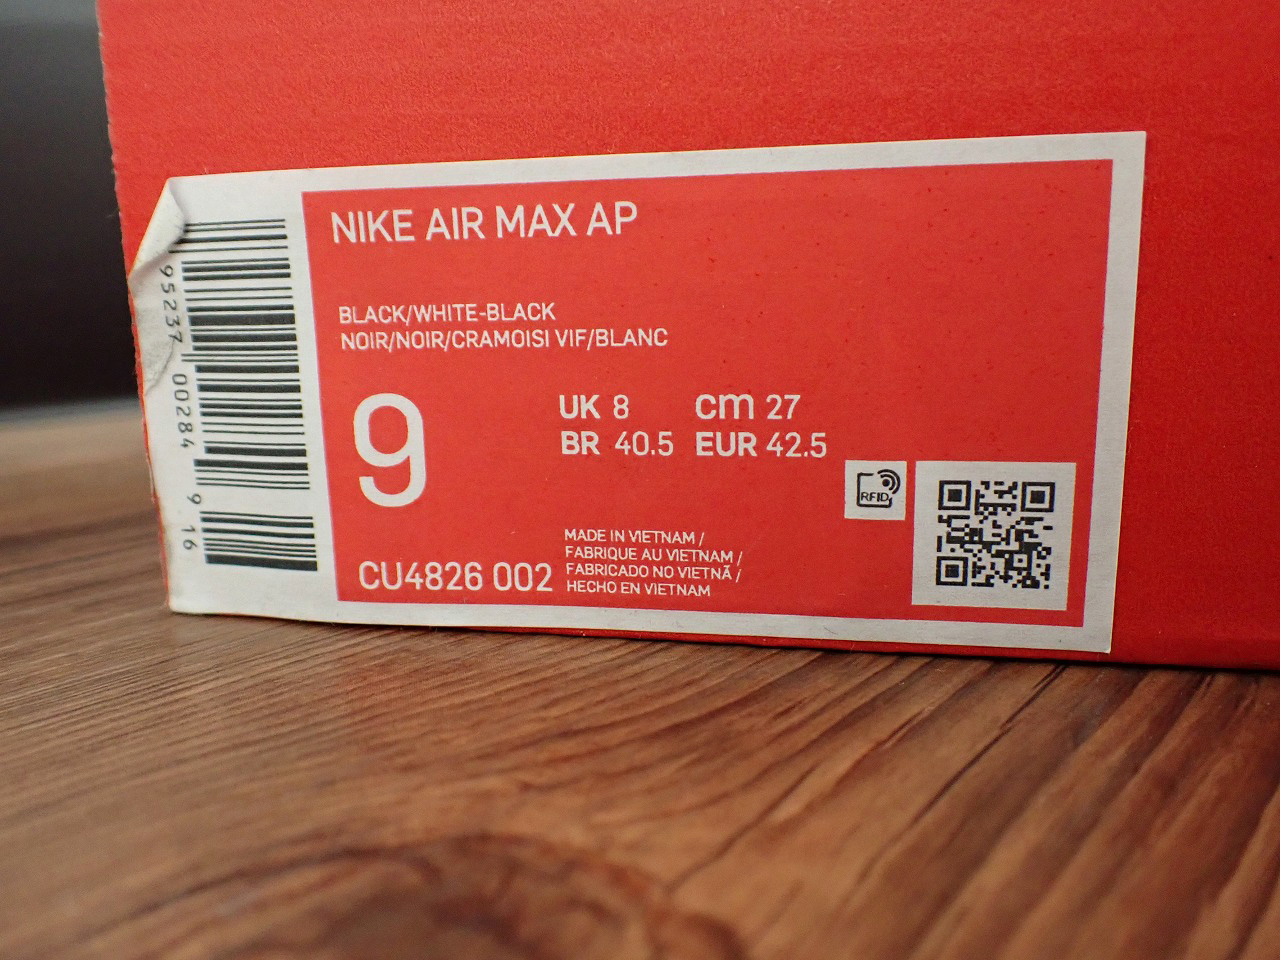 NIKE AIR MAX AP
BLACK/WHITE-BLACK
NOIR/NOIR/CRAMOISI VIF/BLANC
9
UK 8 cm 27
BR 40.5 EUR 42.5
RFID
CU4826 002
MADE IN VIETNAM /
FABRIQUE AU VIETNAM /
FABRICADO NO VIETNÃ /
HECHO EN VIETNAM
95237 00284 9 16